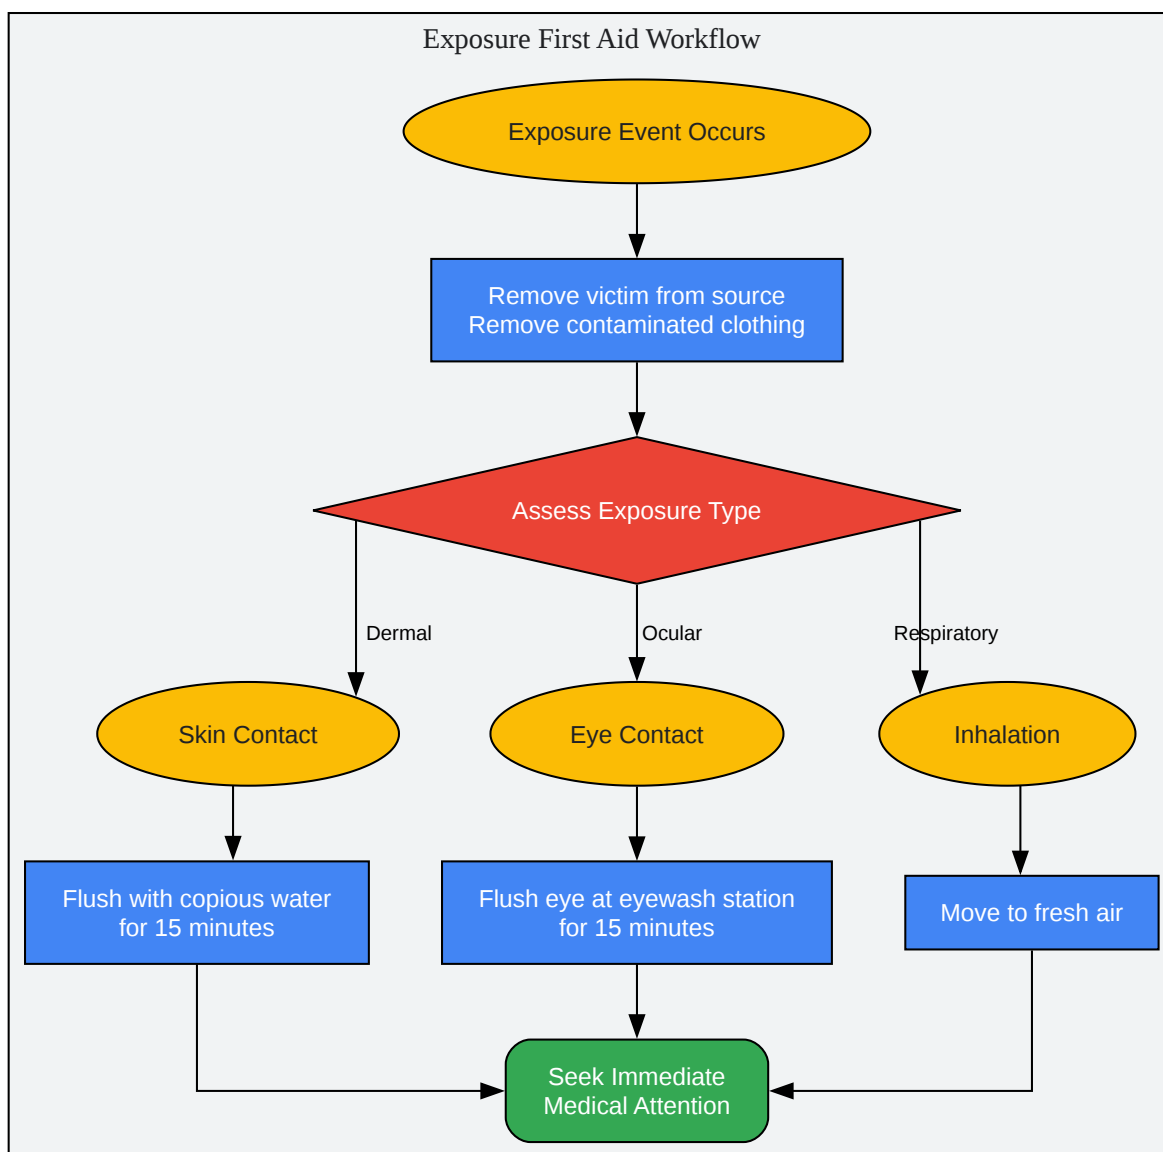 Exposure First Aid Workflow
Exposure Event Occurs
Remove victim from source
Remove contaminated clothing
Assess Exposure Type
Dermal
Ocular
Respiratory
Skin Contact
Eye Contact
Inhalation
Flush with copious water
for 15 minutes
Flush eye at eyewash station
for 15 minutes
Move to fresh air
Seek Immediate
Medical Attention